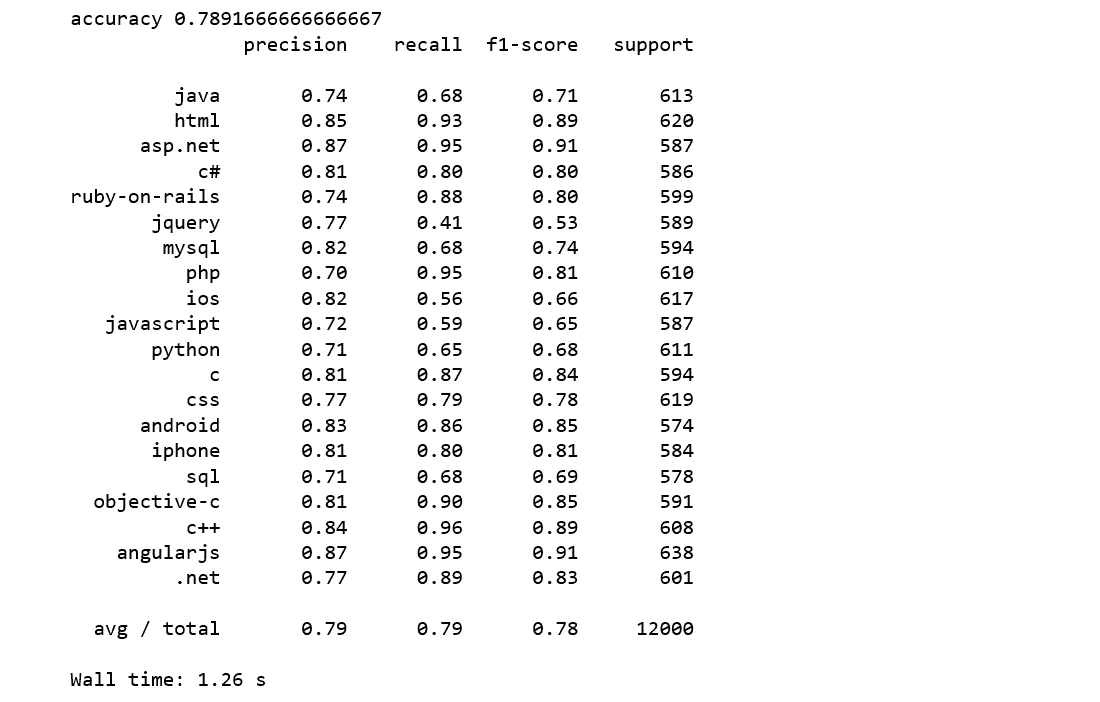 accuracy 0.7891666666666667
precision recall f1-score support
java 0.74 0.68 0.71 613
html 0.85 0.93 0.89 620
asp.net 0.87 0.95 0.91 587
c# 0.81 0.80 0.80 586
ruby-on-rails 0.74 0.88 0.80 599
jquery 0.77 0.41 0.53 589
mysql 0.82 0.68 0.74 594
php 0.70 0.95 0.81 610
ios 0.82 0.56 0.66 617
javascript 0.72 0.59 0.65 587
python 0.71 0.65 0.68 611
c 0.81 0.87 0.84 594
css 0.77 0.79 0.78 619
android 0.83 0.86 0.85 574
iphone 0.81 0.80 0.81 584
sql 0.71 0.68 0.69 578
objective-c 0.81 0.90 0.85 591
c++ 0.84 0.96 0.89 608
angularjs 0.87 0.95 0.91 638
.net 0.77 0.89 0.83 601
avg / total 0.79 0.79 0.78 12000
Wall time: 1.26 s